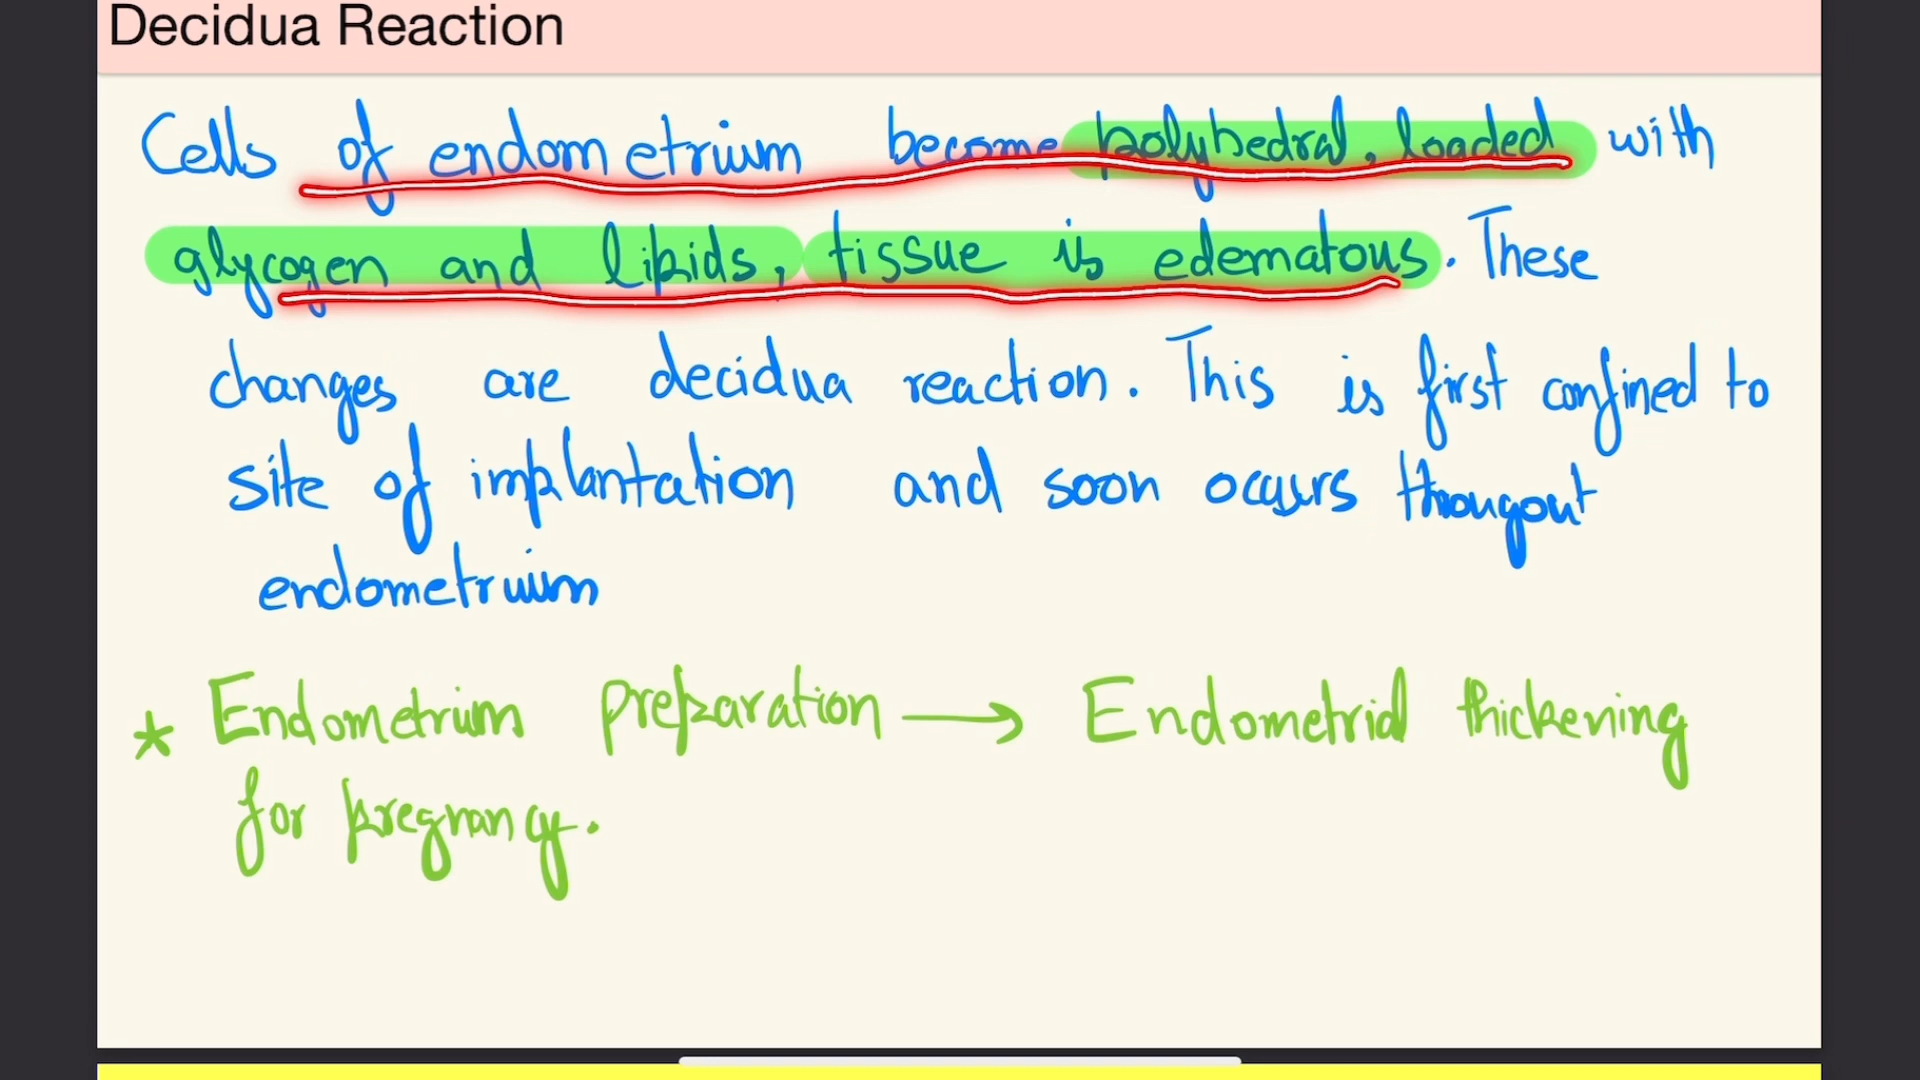 Decidua Reaction
Cells of endometrium become polyhedral, loaded with
glycogen and lipids, tissue is edematous. These
changes are decidua reaction. This is first confined to
site of implantation and soon occurs througout
endometruium
* Endometrium preparation → Endometrial thickening
for pregnancy.